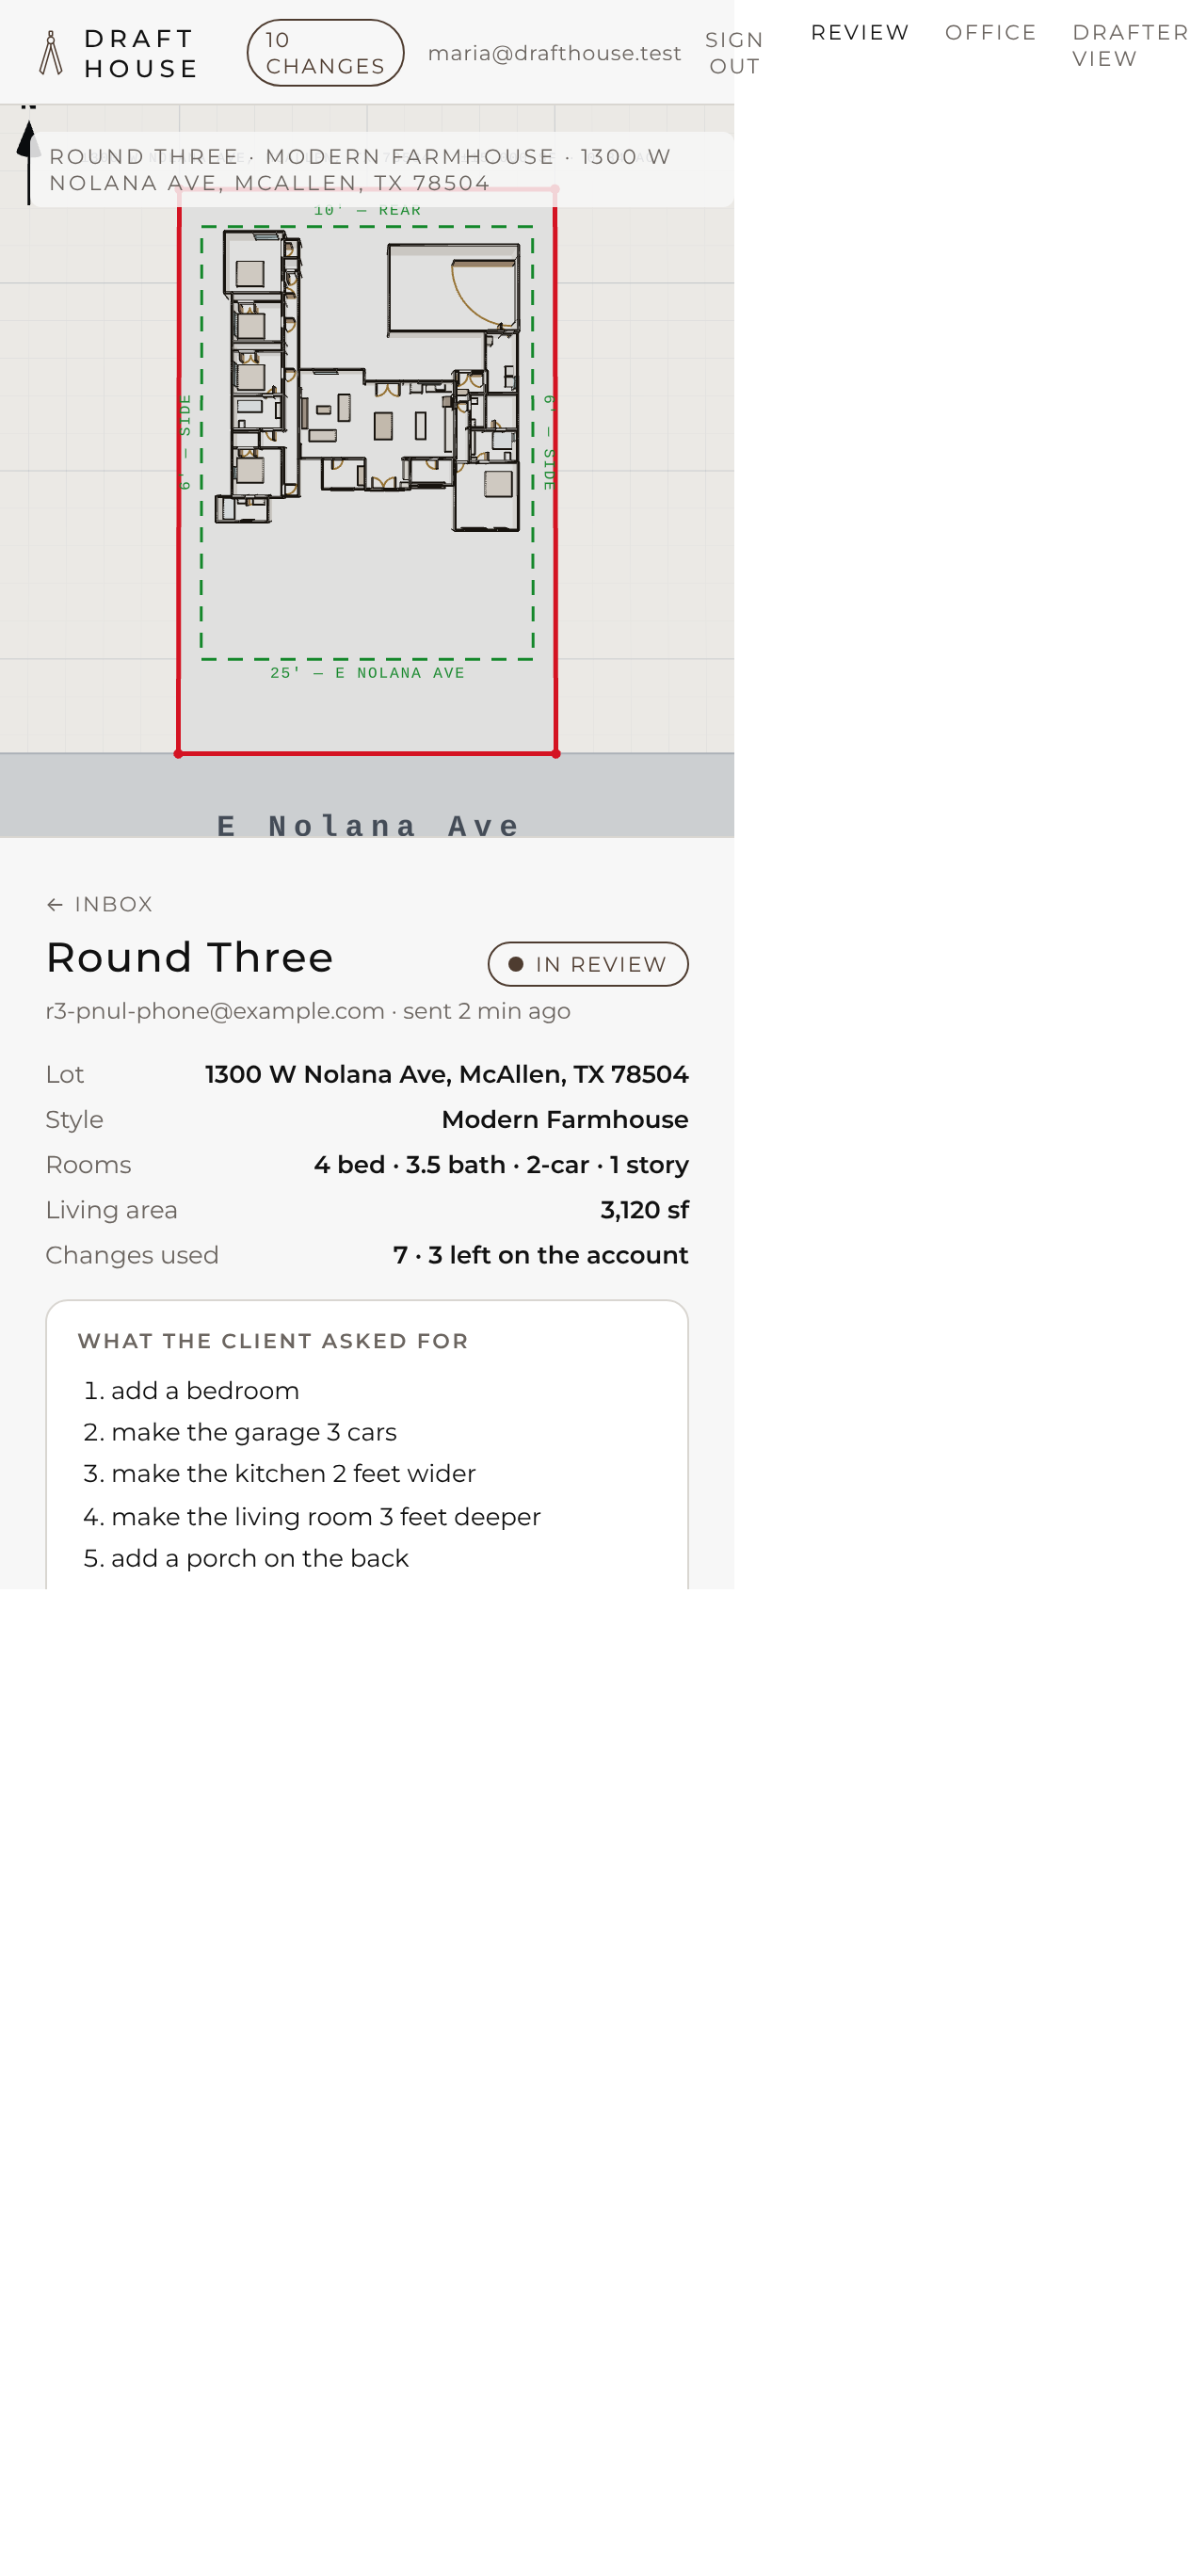 DRAFT
HOUSE
10
CHANGES
maria@drafthouse.test
SIGN
OUT
REVIEW
OFFICE
DRAFTER
VIEW
ROUND THREE · MODERN FARMHOUSE · 1300 W
NOLANA AVE, MCALLEN, TX 78504
10' — REAR
6' — SIDE
6' — SIDE
25' — E NOLANA AVE
E Nolana Ave
← INBOX
Round Three
IN REVIEW
r3-pnul-phone@example.com · sent 2 min ago
Lot
1300 W Nolana Ave, McAllen, TX 78504
Style
Modern Farmhouse
Rooms
4 bed · 3.5 bath · 2-car · 1 story
Living area
3,120 sf
Changes used
7 · 3 left on the account
WHAT THE CLIENT ASKED FOR
1. add a bedroom
2. make the garage 3 cars
3. make the kitchen 2 feet wider
4. make the living room 3 feet deeper
5. add a porch on the back